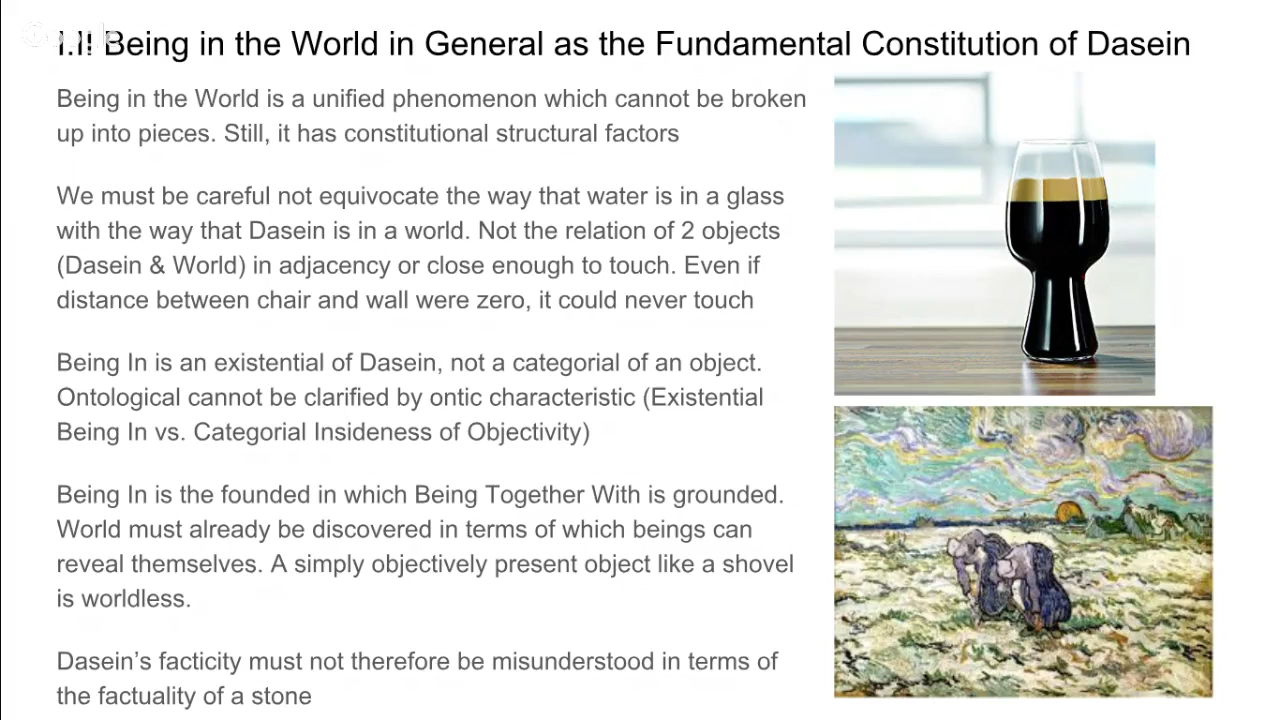 Google
I.II Being in the World in General as the Fundamental Constitution of Dasein
Being in the World is a unified phenomenon which cannot be broken
up into pieces. Still, it has constitutional structural factors
We must be careful not equivocate the way that water is in a glass
with the way that Dasein is in a world. Not the relation of 2 objects
(Dasein & World) in adjacency or close enough to touch. Even if
distance between chair and wall were zero, it could never touch
Being In is an existential of Dasein, not a categorial of an object.
Ontological cannot be clarified by ontic characteristic (Existential
Being In vs. Categorial Insideness of Objectivity)
Being In is the founded in which Being Together With is grounded.
World must already be discovered in terms of which beings can
reveal themselves. A simply objectively present object like a shovel
is worldless.
Dasein’s facticity must not therefore be misunderstood in terms of
the factuality of a stone